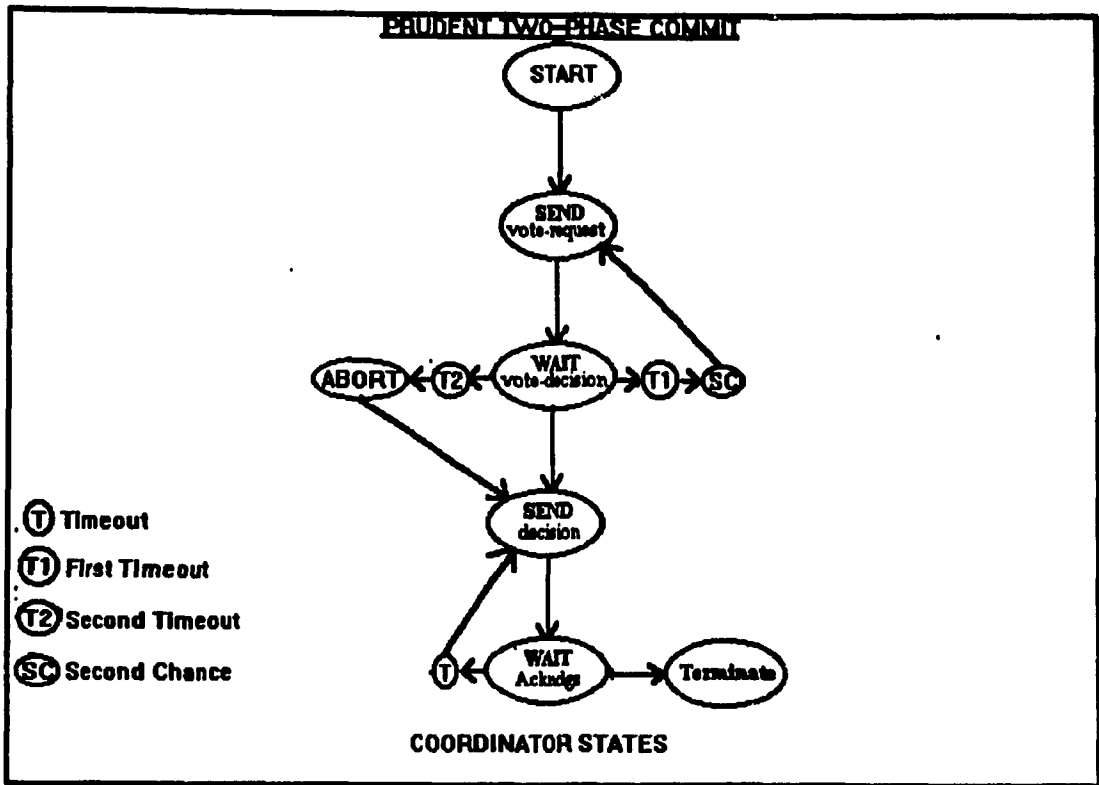 PRUDENT TWO-PHASE COMMIT
START
SEND
vote-request
WAIT
vote-decision
ABORT
T2
T1
SC
SEND
decision
T Timeout
T1 First Timeout
T2 Second Timeout
SC Second Chance
T
WAIT
Ackndgs
Terminate
COORDINATOR STATES